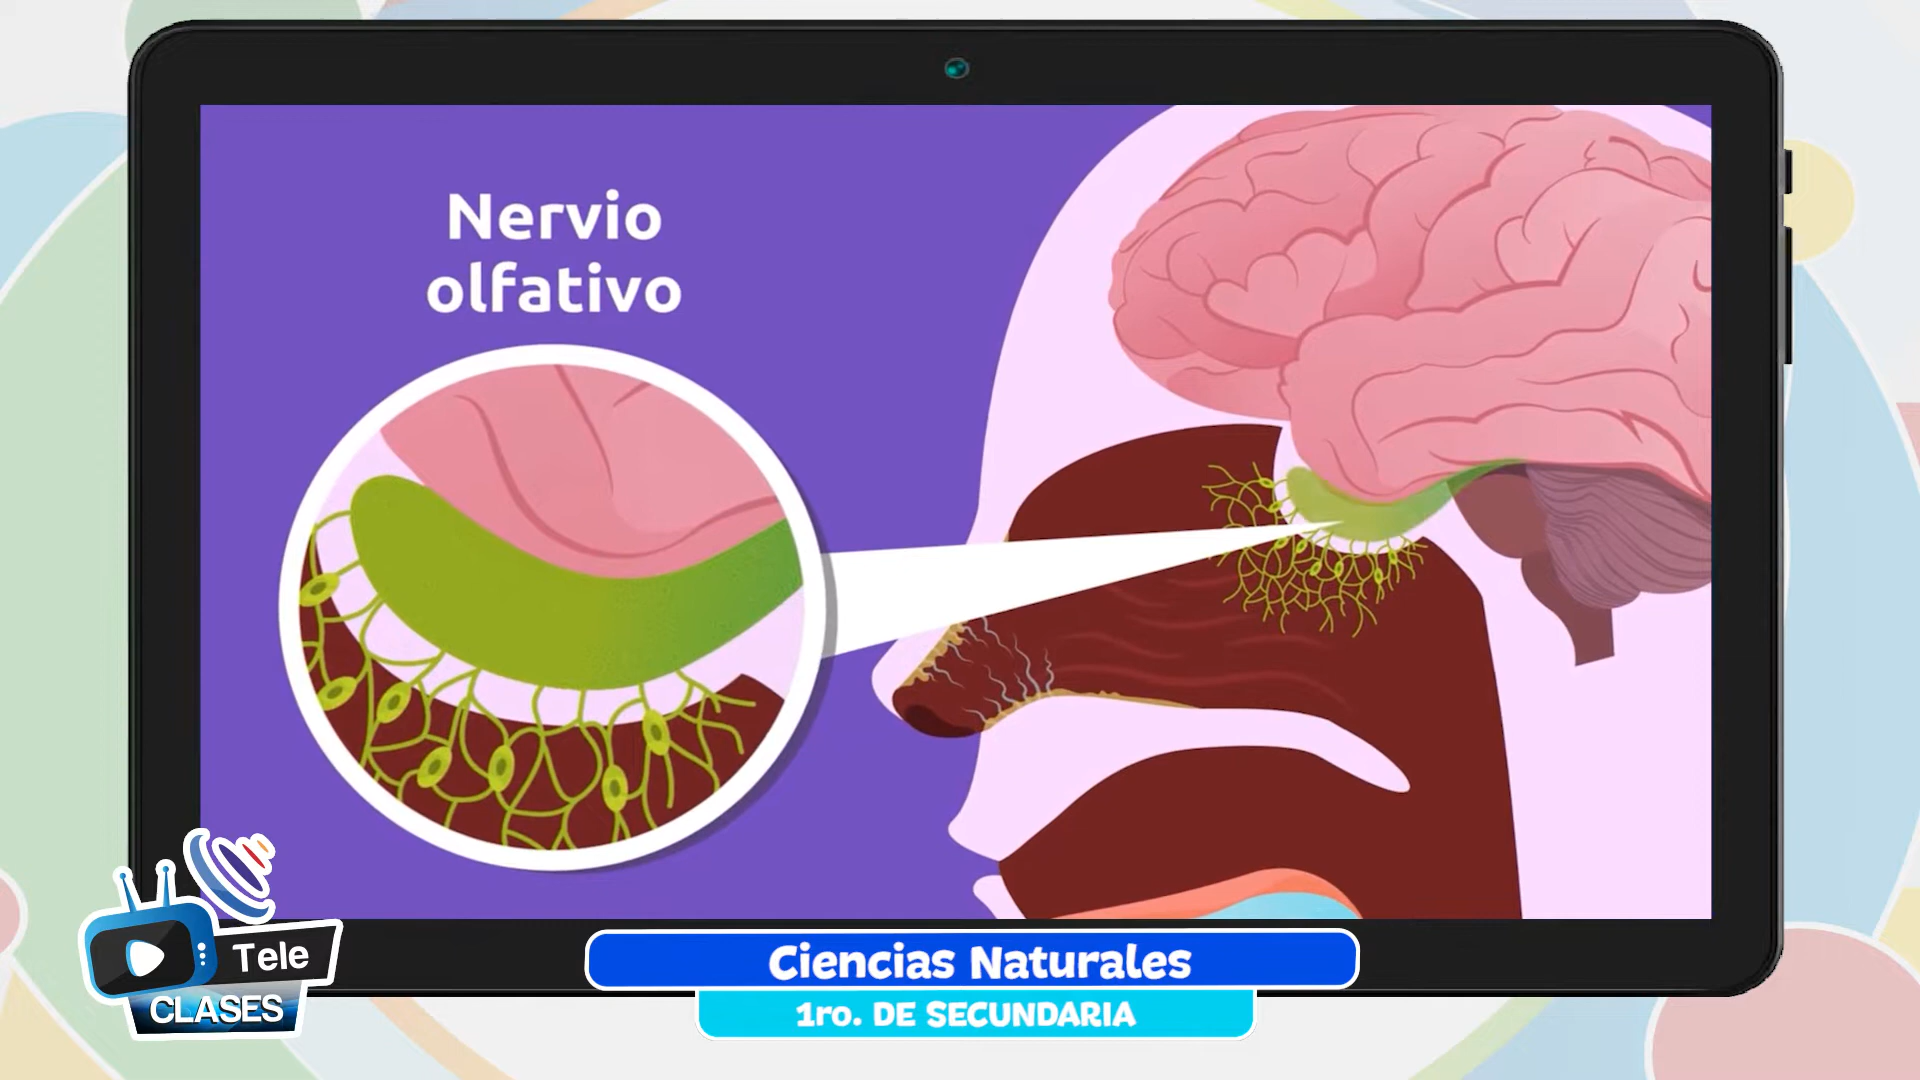 Nervio
olfativo
Tele
CLASES
Ciencias Naturales
1ro. DE SECUNDARIA